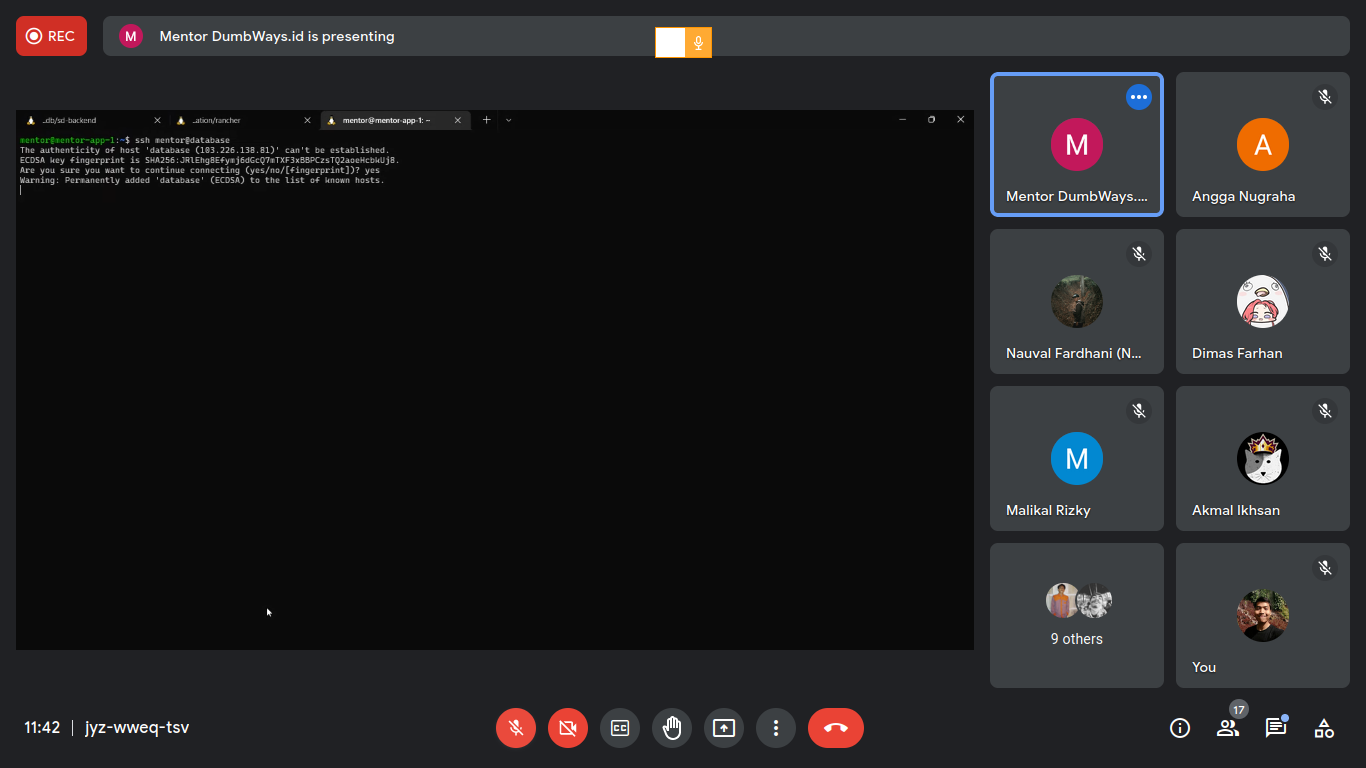 REC
M
Mentor DumbWays.id is presenting
..db/sd-backend
..ation/rancher
mentor@mentor-app-1: ~
mentor@mentor-app-1:~$ ssh mentor@database
The authenticity of host 'database (103.226.138.81)' can't be established.
ECDSA key fingerprint is SHA256:JRlEhg8Efymj6dGcQ7mTXF3xBBPCzsTQ2aoeHcbkUj8.
Are you sure you want to continue connecting (yes/no/[fingerprint])? yes
Warning: Permanently added 'database' (ECDSA) to the list of known hosts.
M
Mentor DumbWays....
A
Angga Nugraha
Nauval Fardhani (N...
Dimas Farhan
M
Malikal Rizky
Akmal Ikhsan
9 others
You
11:42
jyz-wweq-tsv
CC
17